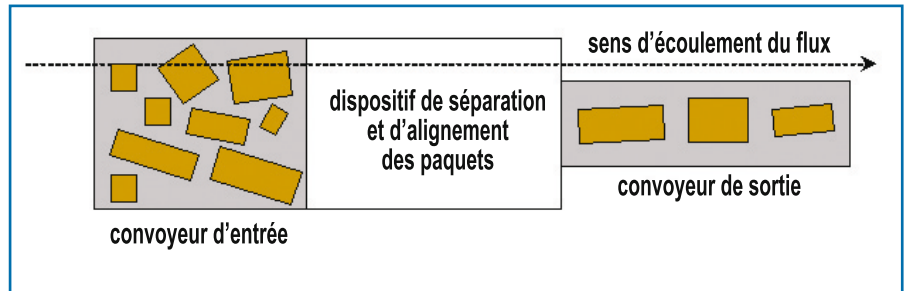 sens d'écoulement du flux
dispositif de séparation
et d'alignement
des paquets
convoyeur de sortie
convoyeur d'entrée